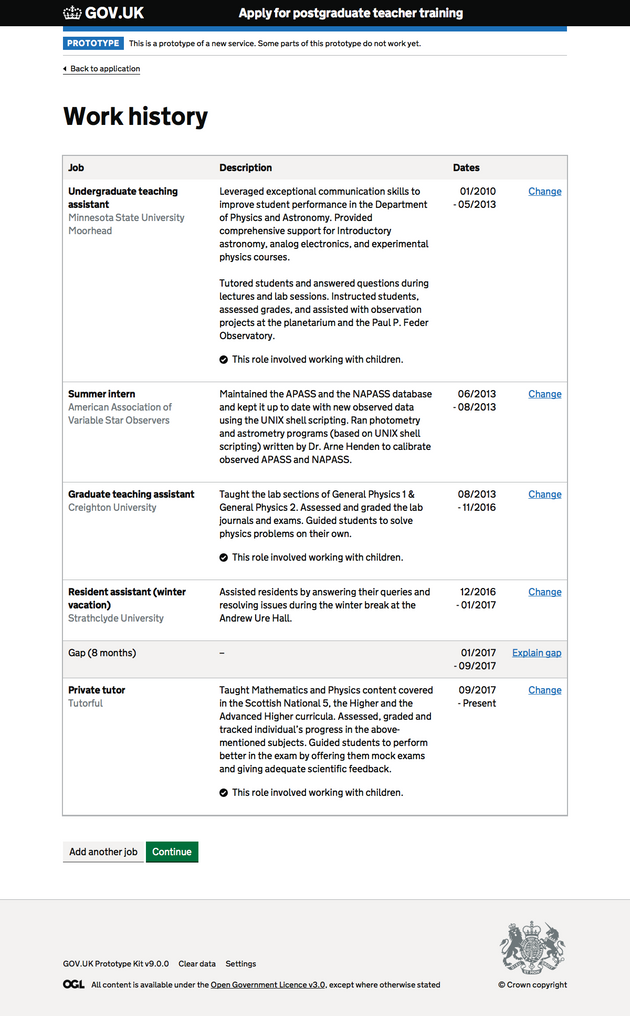 GOV.UK Apply for postgraduate teacher training
PROTOTYPE This is a prototype of a new service. Some parts of this prototype do not work yet.
Back to application
Work history
Job Description Dates
Undergraduate teaching assistant
Minnesota State University Moorhead
Leveraged exceptional communication skills to
improve student performance in the Department
of Physics and Astronomy. Provided
comprehensive support for Introductory
astronomy, analog electronics, and experimental
physics courses.
Tutored students and answered questions during
lectures and lab sessions. Instructed students,
assessed grades, and assisted with observation
projects at the planetarium and the Paul P. Feder
Observatory.
This role involved working with children.
01/2010
- 05/2013
Change
Summer intern
American Association of
Variable Star Observers
Maintained the APASS and the NAPASS database
and kept it up to date with new observed data
using the UNIX shell scripting. Ran photometry
and astrometry programs (based on UNIX shell
scripting) written by Dr. Arne Henden to calibrate
observed APASS and NAPASS.
06/2013
- 08/2013
Change
Graduate teaching assistant
Creighton University
Taught the lab sections of General Physics 1 &
General Physics 2. Assessed and graded the lab
journals and exams. Guided students to solve
physics problems on their own.
This role involved working with children.
08/2013
- 11/2016
Change
Resident assistant (winter
vacation)
Strathclyde University
Assisted residents by answering their queries and
resolving issues during the winter break at the
Andrew Ure Hall.
12/2016
- 01/2017
Change
Gap (8 months)
–
01/2017
- 09/2017
Explain gap
Private tutor
Tutorful
Taught Mathematics and Physics content covered
in the Scottish National 5, the Higher and the
Advanced Higher curricula. Assessed, graded and
tracked individual's progress in the above-
mentioned subjects. Guided students to perform
better in the exam by offering them mock exams
and giving adequate scientific feedback.
This role involved working with children.
09/2017
- Present
Change
Add another job Continue
GOV.UK Prototype Kit v9.0.0 Clear data Settings
OGL All content is available under the Open Government Licence v3.0, except where otherwise stated
© Crown copyright